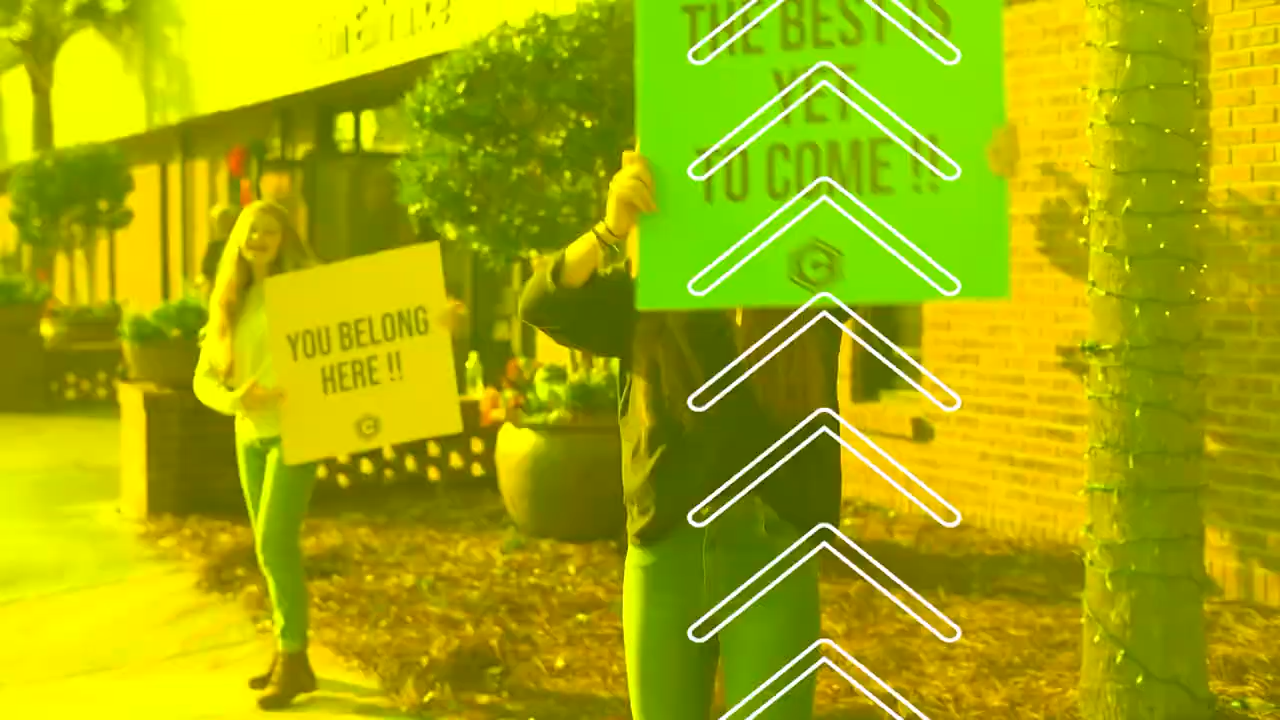 THE BEST IS
YET
TO COME !!
YOU BELONG
HERE !!
C